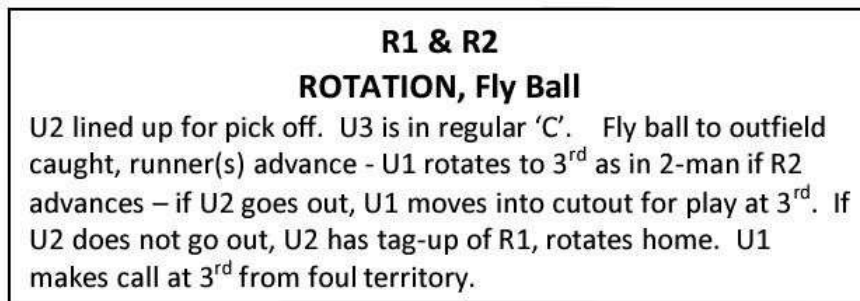 R1 & R2
ROTATION, Fly Ball
U2 lined up for pick off.  U3 is in regular ‘C’.   Fly ball to outfield
caught, runner(s) advance - U1 rotates to 3rd as in 2-man if R2
advances – if U2 goes out, U1 moves into cutout for play at 3rd.  If
U2 does not go out, U2 has tag-up of R1, rotates home.  U1
makes call at 3rd from foul territory.